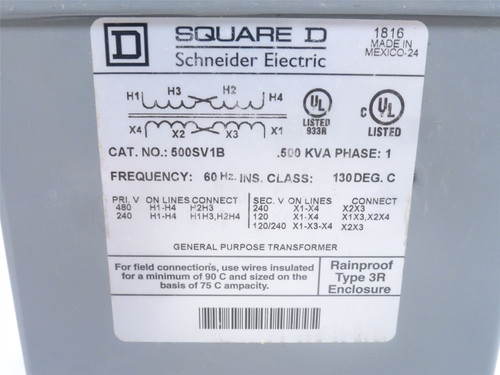 D SQUARE D
Schneider Electric
1816
MADE IN
MEXICO-24
H1 H3 H2 H4
X4 X2 X3 X1
UL
LISTED
933R
C UL
LISTED
CAT. NO.: 500SV1B .500 KVA PHASE: 1
FREQUENCY: 60 Hz. INS. CLASS: 130 DEG. C
PRI. V ON LINES CONNECT
480 H1-H4 H2H3
240 H1-H4 H1H3,H2H4
SEC. V ON LINES CONNECT
240 X1-X4 X2X3
120 X1-X4 X1X3,X2X4
120/240 X1-X3-X4 X2X3
GENERAL PURPOSE TRANSFORMER
For field connections, use wires insulated
for a minimum of 90 C and sized on the
basis of 75 C ampacity.
Rainproof
Type 3R
Enclosure